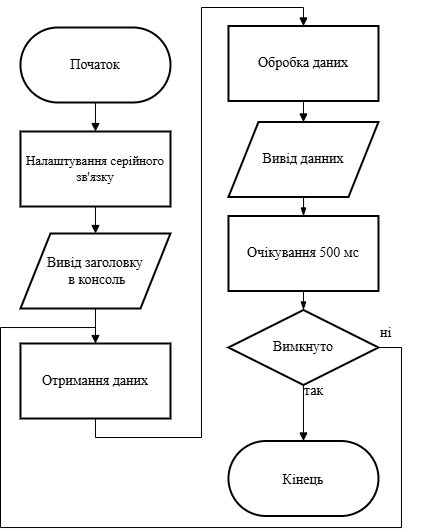 Початок
Налаштування серійного
зв'язку
Вивід заголовку
в консоль
Отримання даних
Обробка даних
Вивід данних
Очікування 500 мс
Вимкнуто
ні
так
Кінець